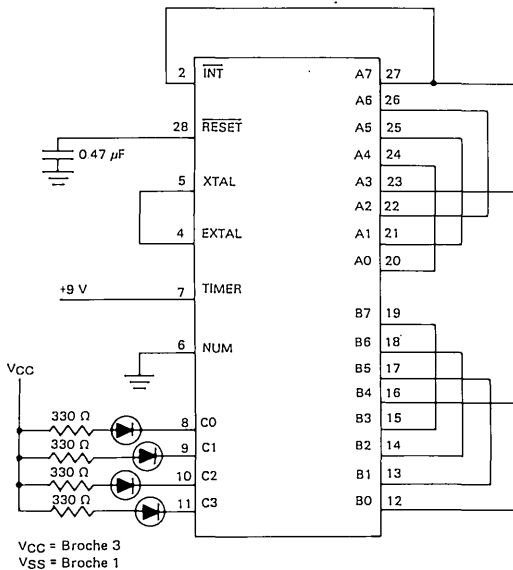 2 INT A7 27
A6 26
28 RESET A5 25
0.47 µF A4 24
5 XTAL A3 23
A2 22
4 EXTAL A1 21
A0 20
+9 V 7 TIMER
B7 19
6 NUM B6 18
B5 17
VCC B4 16
330 Ω 8 C0 B3 15
330 Ω 9 C1 B2 14
330 Ω 10 C2 B1 13
330 Ω 11 C3 B0 12
VCC = Broche 3
VSS = Broche 1